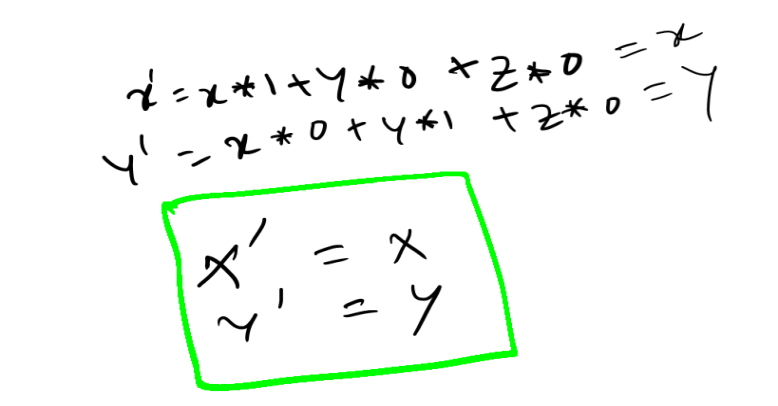 x' = x*1+y*0 + z*0 = x
y' = x*0+y*1 + z*0 = y
x' = x
y' = y